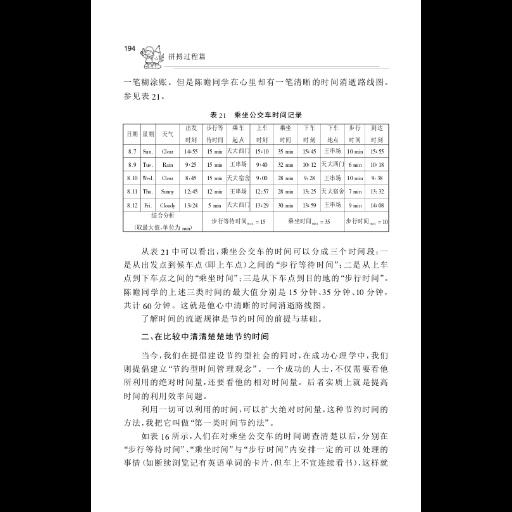 194
拼搏过程篇
一笔糊涂账。但是陈瞻同学在心里却有一笔清晰的时间消逝路线图。
参见表 21。
表 21 乘坐公交车时间记录
日期 星期 天气 出发时刻 步行等待时间 乘车起点 上车时刻 乘坐时间 下车时刻 下车地点 步行时间 到达时刻
8.7 Sun. Clear 14:55 15 min 天大西门 15:10 35 min 15:45 王串场 10 min 15:55
8.9 Tue. Rain 9:25 15 min 王串场 9:40 32 min 10:12 天大西门 6 min 10:18
8.10 Wed. Clear 8:45 15 min 天大宿舍 9:00 28 min 9:28 王串场 10 min 9:38
8.11 Thu. Sunny 12:45 12 min 王串场 12:57 28 min 13:25 天大宿舍 7 min 13:32
8.12 Fri. Cloudy 13:24 5 min 天大西门 13:29 30 min 13:59 王串场 9 min 14:08
综合分析
(取最大值,单位为 min) 步行等待时间max = 15 乘坐时间max = 35 步行时间max = 10
从表 21 中可以看出,乘坐公交车的时间可以分成三个时间段:一
是从出发点到候车点(即上车点)之间的“步行等待时间”;二是从上车
点到下车点之间的“乘坐时间”;三是从下车点到目的地的“步行时间”。
陈瞻同学的上述三类时间的最大值分别是 15 分钟、35 分钟、10 分钟,
共计 60 分钟。这就是他心中清晰的时间消逝路线图。
了解时间的流逝规律是节约时间的前提与基础。
二、在比较中清清楚楚地节约时间
当今,我们在提倡建设节约型社会的同时,在成功心理学中,我们
则提倡建立“节约型时间管理观念”。一个成功的人士,不仅需要看他
所利用的绝对时间量,还要看他的相对时间量。后者实质上就是提高
时间的利用效率问题。
利用一切可以利用的时间,可以扩大绝对时间量,这种节约时间的
方法,我把它叫做“第一类时间节约法”。
如表 16 所示,人们在对乘坐公交车的时间调查清楚以后,分别在
“步行等待时间”、“乘坐时间”与“步行时间”内安排一定的可以处理的
事情(如断续浏览记有英语单词的卡片,但车上不宜连续看书),这样就